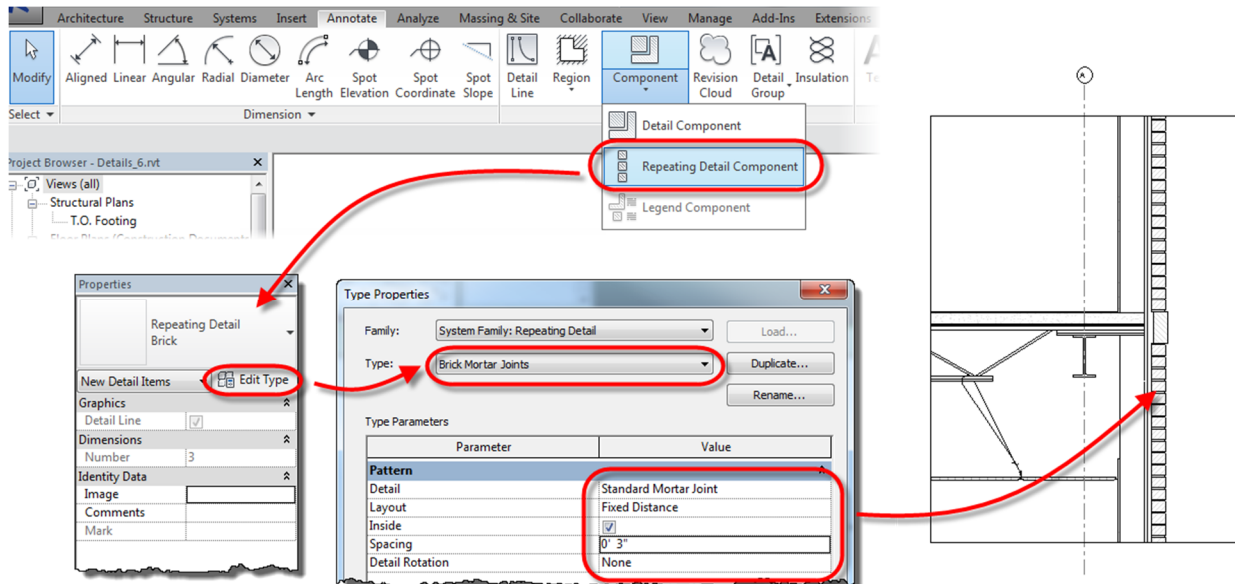 Architecture Structure Systems Insert Annotate Analyze Massing & Site Collaborate View Manage Add-Ins Extensions
Modify Aligned Linear Angular Radial Diameter Arc Length Spot Elevation Spot Coordinate Spot Slope Detail Line Region Component Revision Cloud Detail Group Insulation
Select Dimension
Detail Component
Repeating Detail Component
Legend Component
Project Browser - Details_6.rvt
Views (all)
Structural Plans
T.O. Footing
Floor Plans (Construction Documents
A
Properties
Repeating Detail
Brick
New Detail Items Edit Type
Graphics
Detail Line
Dimensions
Number 3
Identity Data
Image
Comments
Mark
Type Properties
Family: System Family: Repeating Detail Load...
Type: Brick Mortar Joints Duplicate...
Rename...
Type Parameters
Parameter Value
Pattern
Detail Standard Mortar Joint
Layout Fixed Distance
Inside
Spacing 0' 3"
Detail Rotation None